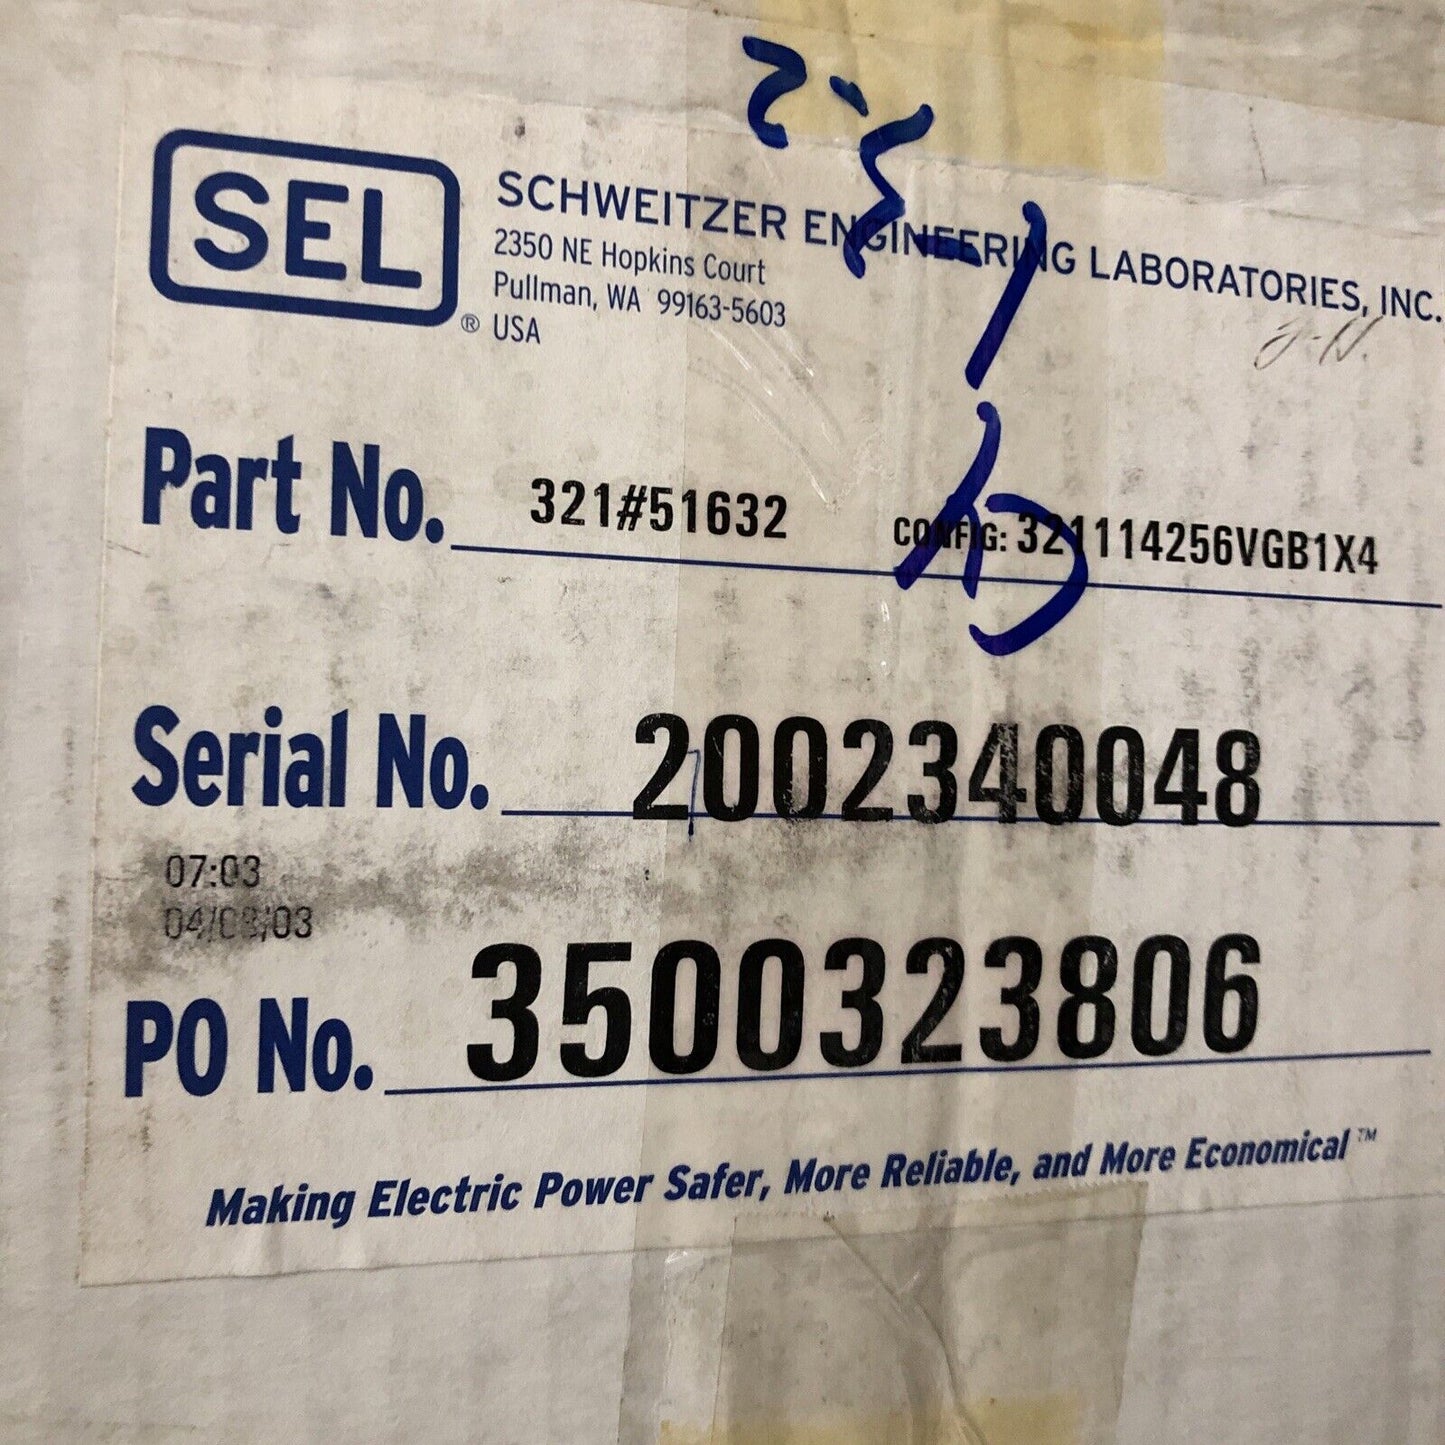 SEL®
SCHWEITZER ENGINEERING LABORATORIES, INC.
2350 NE Hopkins Court
Pullman, WA 99163-5603
USA
Part No. 321#51632 CONFIG: 321114256VGB1X4
Serial No. 2002340048
07:03
PO No. 3500323806
Making Electric Power Safer, More Reliable, and More Economical™